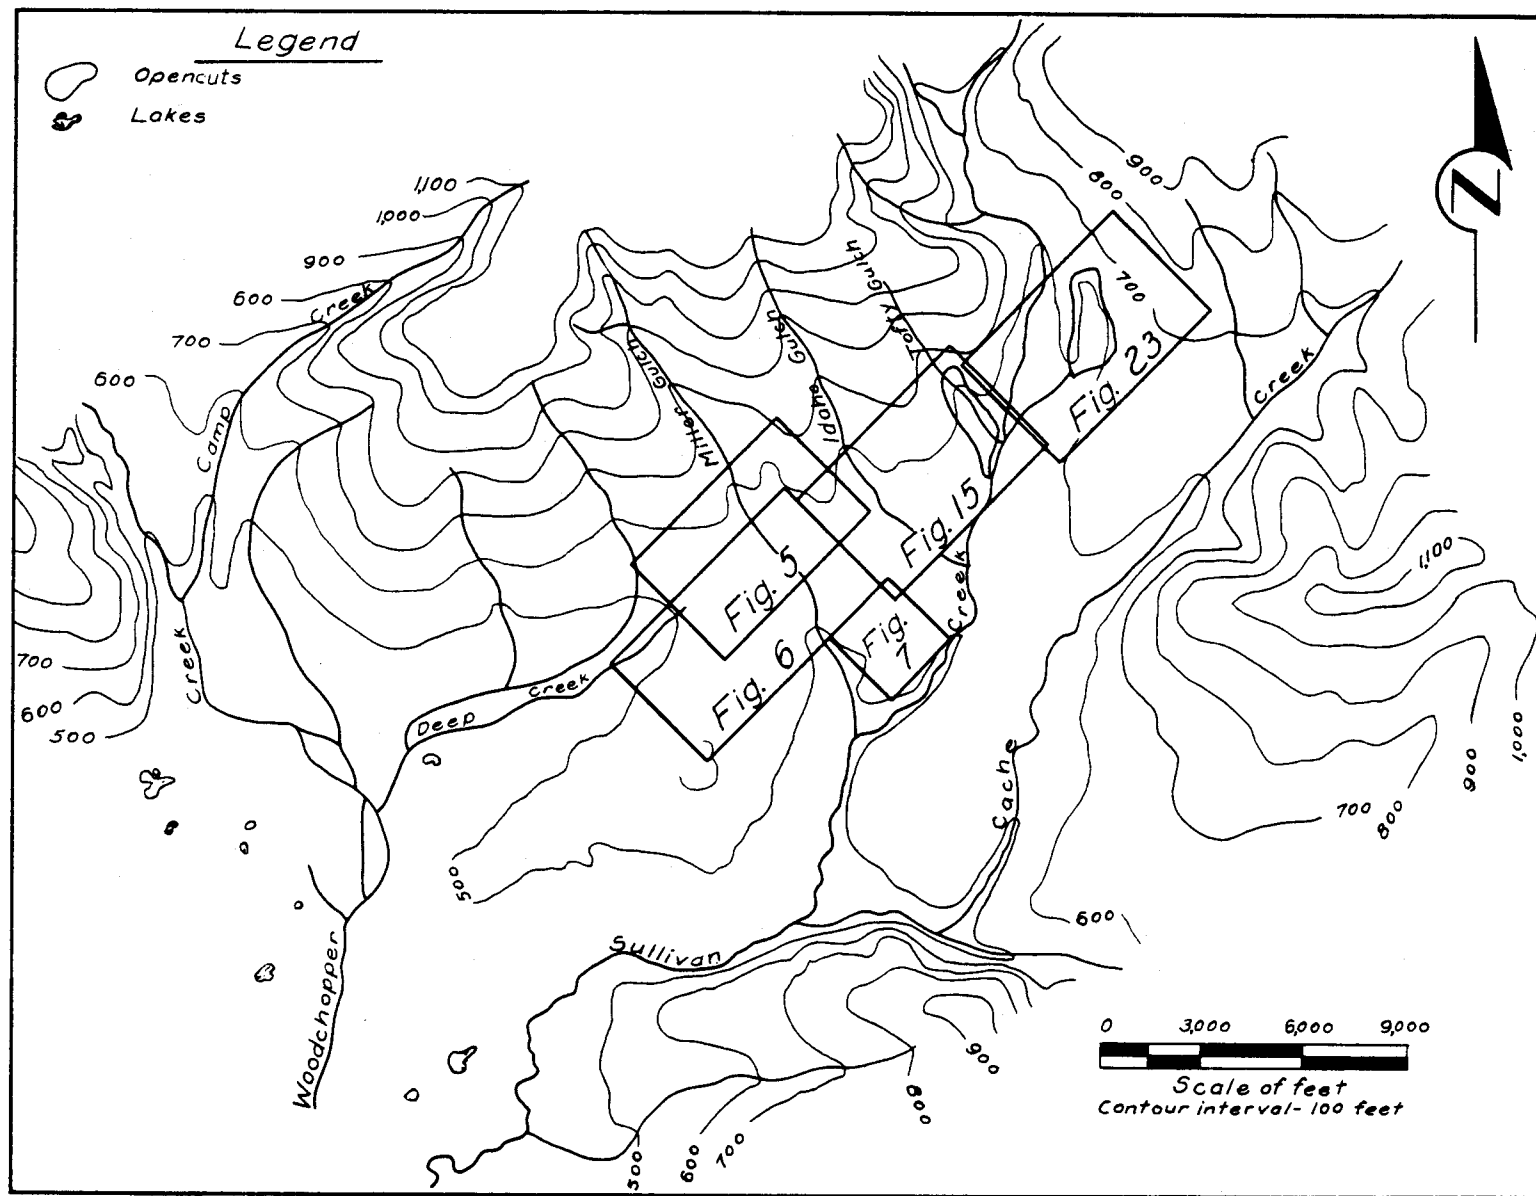 Legend
Opencuts
Lakes
1,100
1,000
900
600
700
600
Creek
Camp
Creek
700
600
500
Miller Gulch
Idaho Gulch
Tofty Gulch
900
800
700
Fig. 23
Creek
Fig. 15
Creek
Fig. 5
Fig. 6
Fig. 7
Deep Creek
1,100
1,000
900
800
700
600
Cache
500
Woodchopper
Sullivan
500
600
700
800
900
N
0 3,000 6,000 9,000
Scale of feet
Contour interval-100 feet